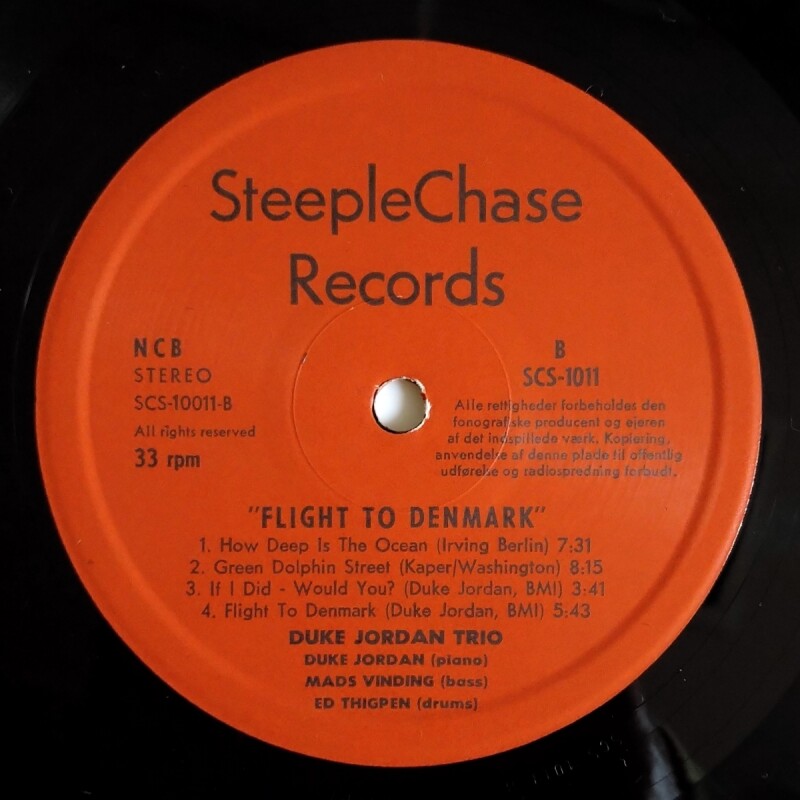 SteepleChase
Records
NCB
STEREO
SCS-10011-B
All rights reserved
33 rpm
B
SCS-1011
Alle rettigheder forbeholdes den
fonografiske producent og ejeren
af det indspillede værk. Kopiering,
anvendelse af denne plade til offentlig
udførelse og radiospredning forbudt.
"FLIGHT TO DENMARK"
1. How Deep Is The Ocean (Irving Berlin) 7:31
2. Green Dolphin Street (Kaper/Washington) 8:15
3. If I Did - Would You? (Duke Jordan, BMI) 3:41
4. Flight To Denmark (Duke Jordan, BMI) 5:43
DUKE JORDAN TRIO
DUKE JORDAN (piano)
MADS VINDING (bass)
ED THIGPEN (drums)